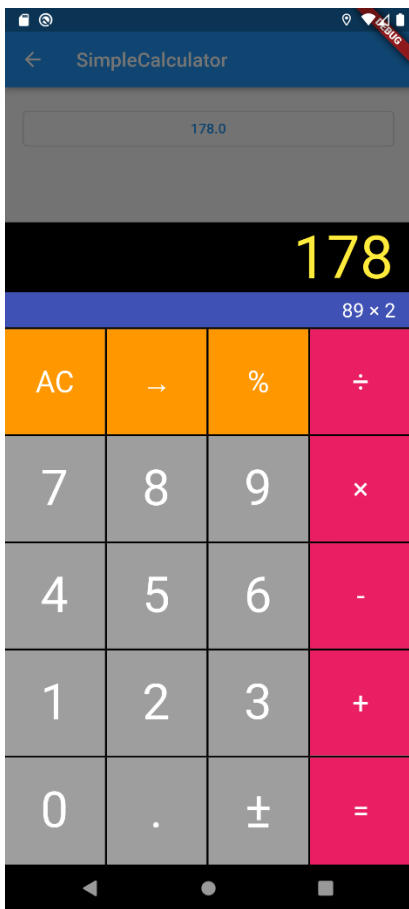 DEBUG
← SimpleCalculator
178.0
178
89 × 2
AC → % ÷
7 8 9 ×
4 5 6 -
1 2 3 +
0 . ± =